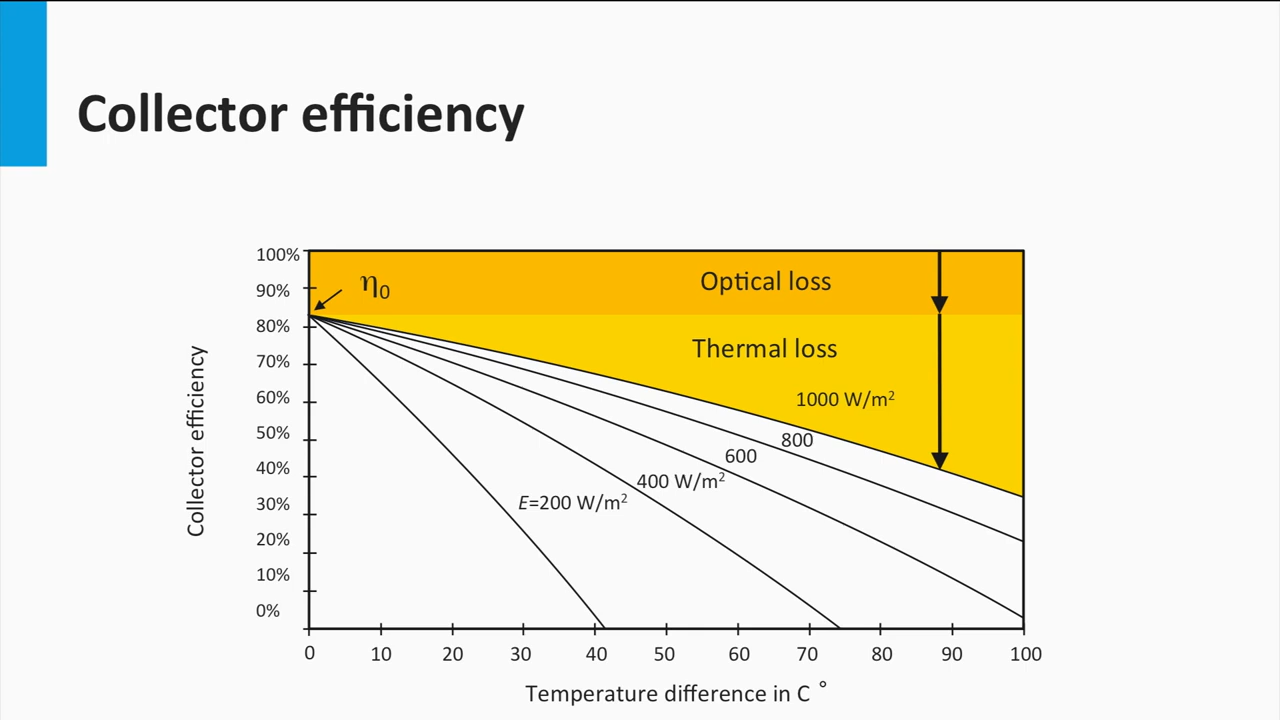 Collector efficiency
100%
90%
80%
70%
60%
50%
40%
30%
20%
10%
0%
Collector efficiency
η₀
Optical loss
Thermal loss
1000 W/m²
800
600
400 W/m²
E=200 W/m²
0 10 20 30 40 50 60 70 80 90 100
Temperature difference in C °